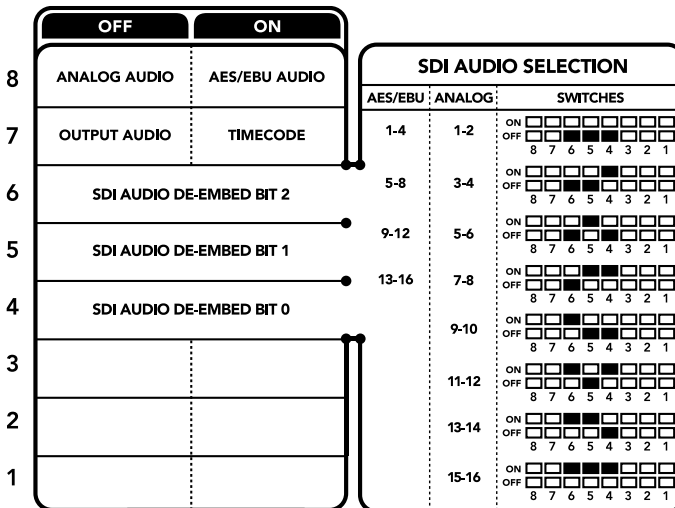 OFF ON
8 ANALOG AUDIO AES/EBU AUDIO
7 OUTPUT AUDIO TIMECODE
6 SDI AUDIO DE-EMBED BIT 2
5 SDI AUDIO DE-EMBED BIT 1
4 SDI AUDIO DE-EMBED BIT 0
3
2
1
SDI AUDIO SELECTION
AES/EBU ANALOG SWITCHES
1-4 1-2 ON
OFF
8 7 6 5 4 3 2 1
5-8 3-4 ON
OFF
8 7 6 5 4 3 2 1
9-12 5-6 ON
OFF
8 7 6 5 4 3 2 1
13-16 7-8 ON
OFF
8 7 6 5 4 3 2 1
9-10 ON
OFF
8 7 6 5 4 3 2 1
11-12 ON
OFF
8 7 6 5 4 3 2 1
13-14 ON
OFF
8 7 6 5 4 3 2 1
15-16 ON
OFF
8 7 6 5 4 3 2 1